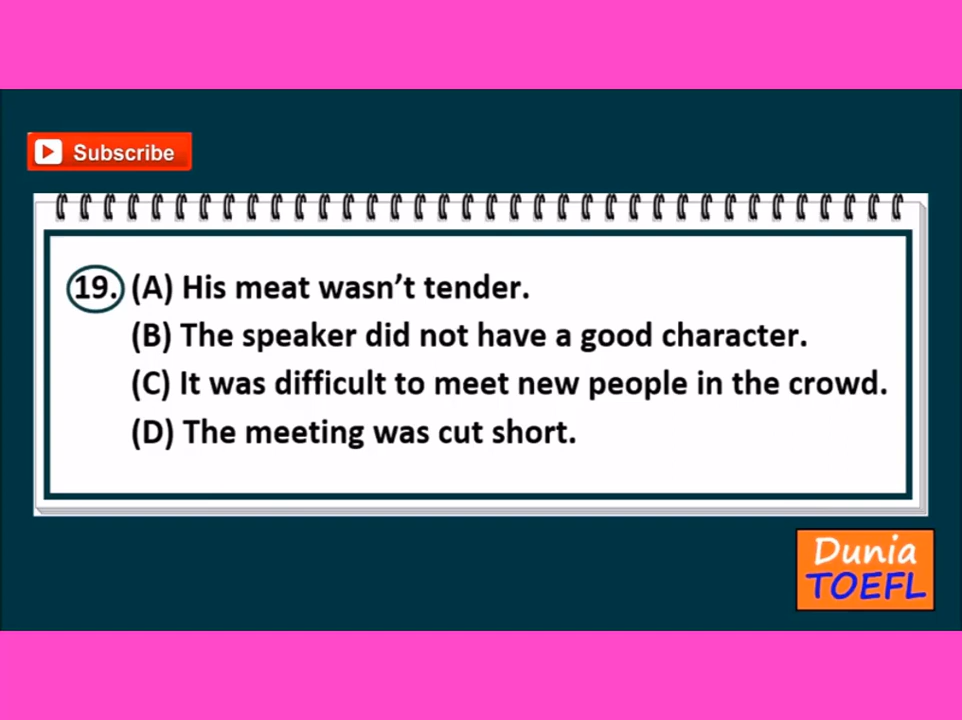 Subscribe
19. (A) His meat wasn't tender.
(B) The speaker did not have a good character.
(C) It was difficult to meet new people in the crowd.
(D) The meeting was cut short.
Dunia
TOEFL